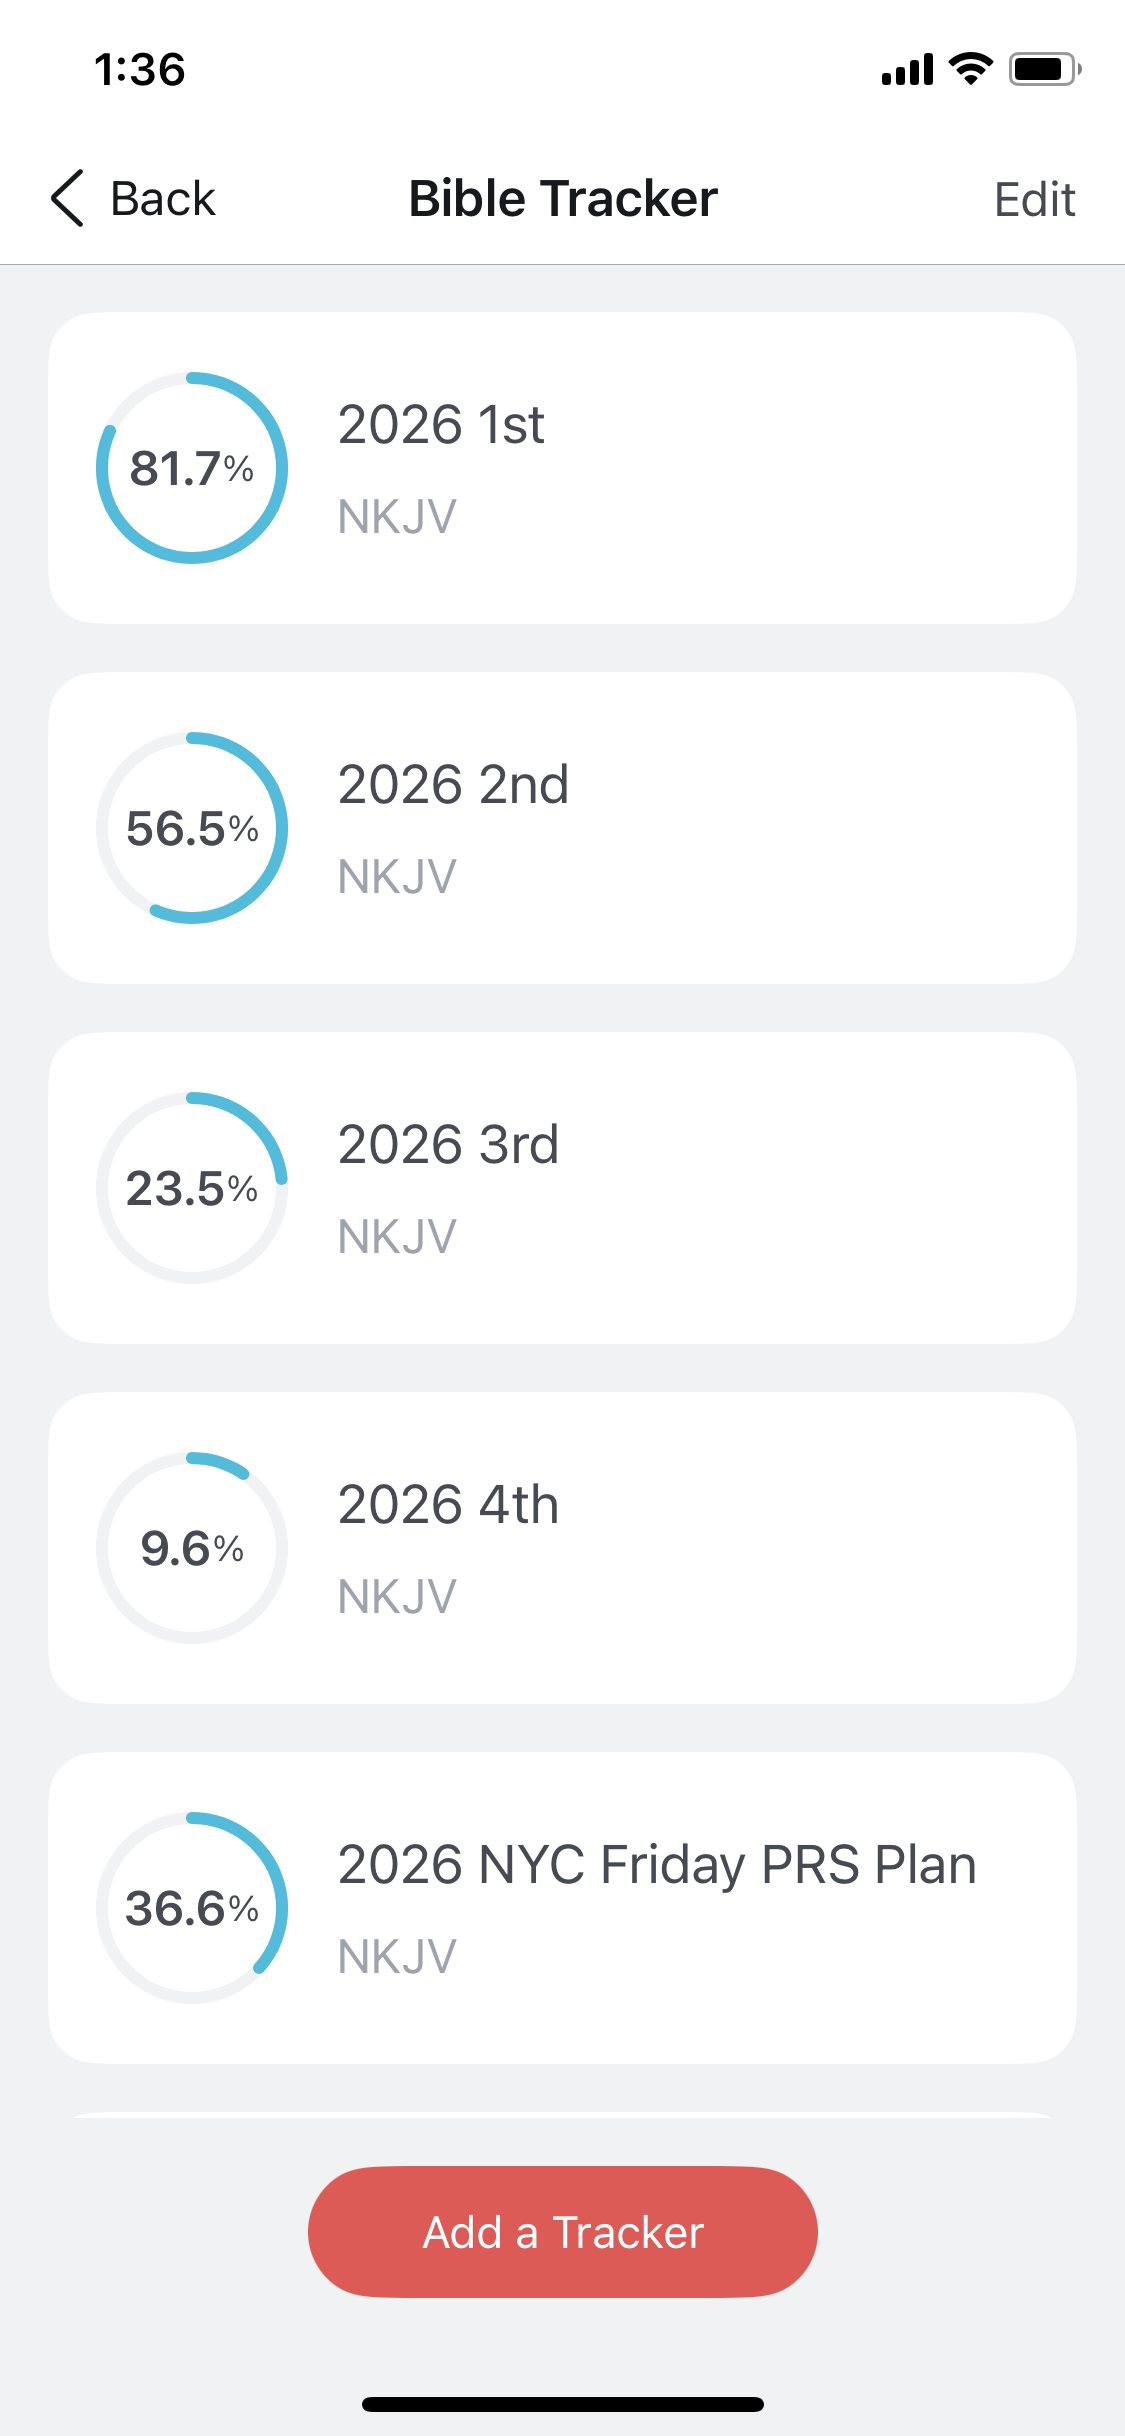 1:36
Back
Bible Tracker
Edit
81.7%
2026 1st
NKJV
56.5%
2026 2nd
NKJV
23.5%
2026 3rd
NKJV
9.6%
2026 4th
NKJV
36.6%
2026 NYC Friday PRS Plan
NKJV
Add a Tracker